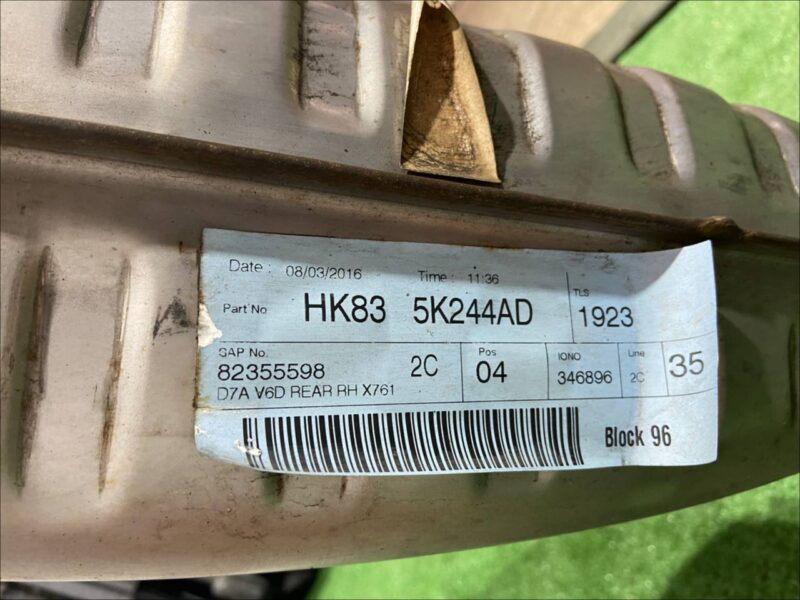 Date : 08/03/2016 Time : 11:36
Part No HK83 5K244AD
TLS
1923
SAP No.
82355598 2C
D7A V6D REAR RH X761
Pos
04
IONO
346896
Line
2C
35
Block 96